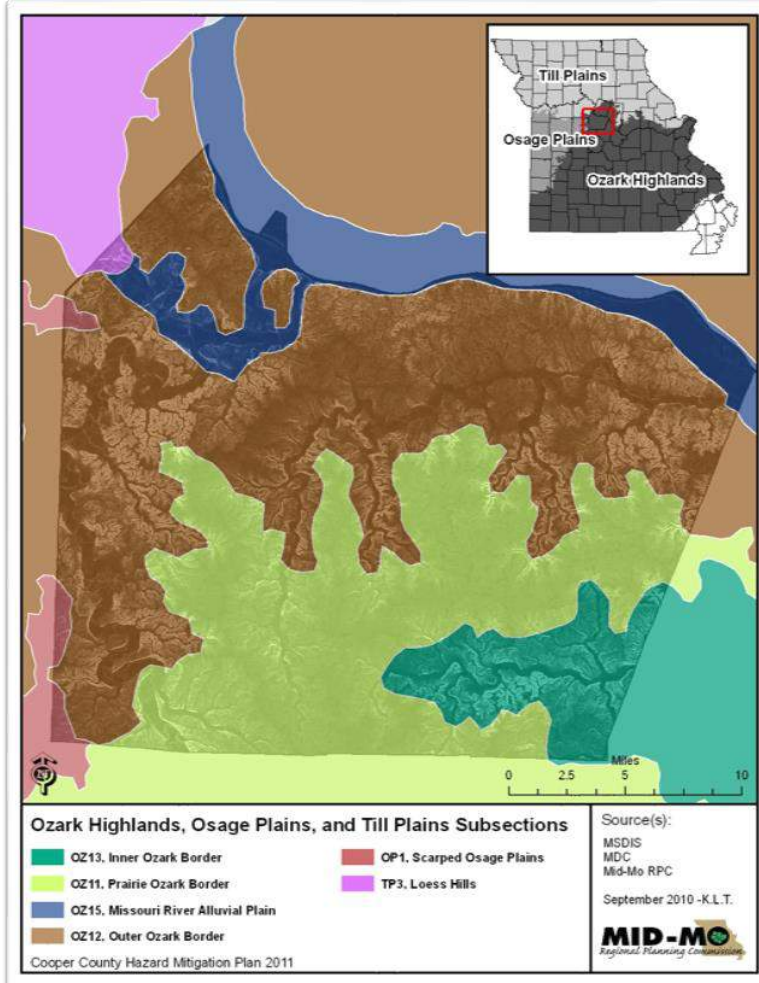 Till Plains
Osage Plains
Ozark Highlands
Miles
0 2.5 5 10
Ozark Highlands, Osage Plains, and Till Plains Subsections
OZ13, Inner Ozark Border
OZ11, Prairie Ozark Border
OZ15, Missouri River Alluvial Plain
OZ12, Outer Ozark Border
OP1, Scarped Osage Plains
TP3, Loess Hills
Cooper County Hazard Mitigation Plan 2011
Source(s):
MSDIS
MDC
Mid-Mo RPC
September 2010 -K.L.T.
MID-MO
Regional Planning Commission